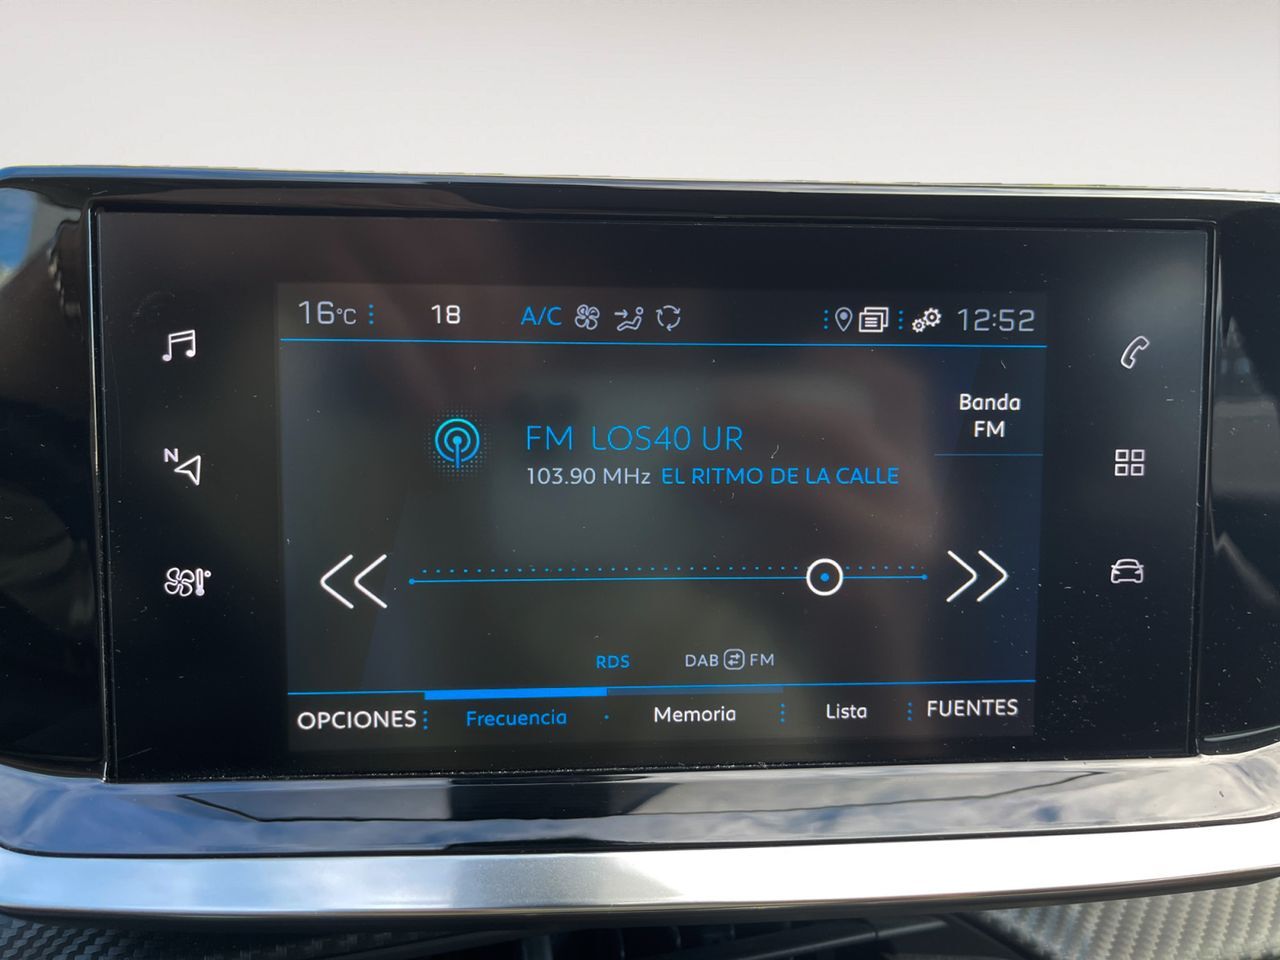 16°C 18 A/C 12:52
Banda
FM
FM LOS40 UR
103.90 MHz EL RITMO DE LA CALLE
N
RDS DAB FM
OPCIONES Frecuencia Memoria Lista FUENTES